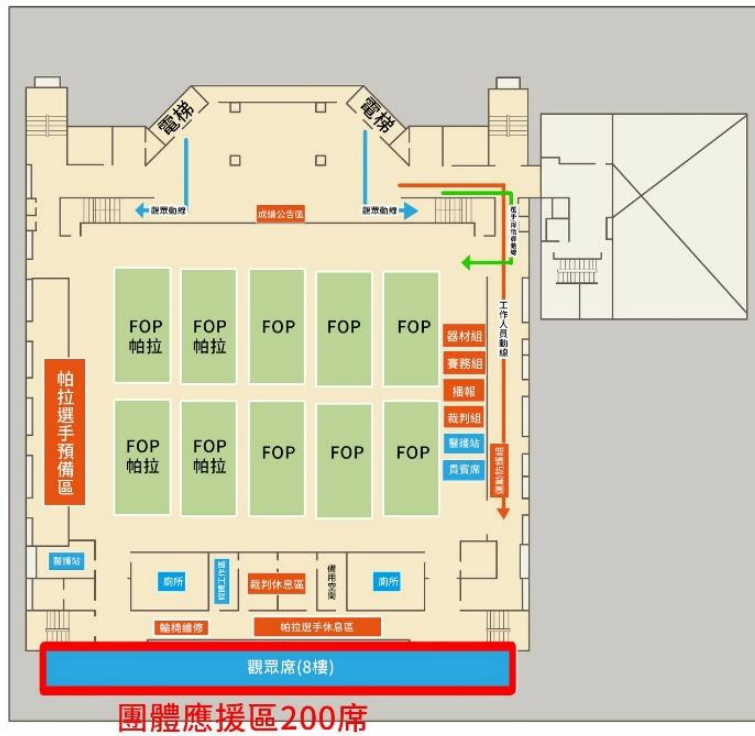 電梯
電梯
觀眾動線
成績公告區
觀眾動線
工作人員動線
FOP
帕拉
FOP
帕拉
FOP
FOP
FOP
器材組
賽務組
播報
裁判組
醫護站
貴賓席
運動防護組
帕拉選手預備區
FOP
帕拉
FOP
帕拉
FOP
FOP
FOP
醫護站
廁所
裁判休息區
備用空間
廁所
輪椅維修
帕拉選手休息區
觀眾席(8樓)
團體應援區200席